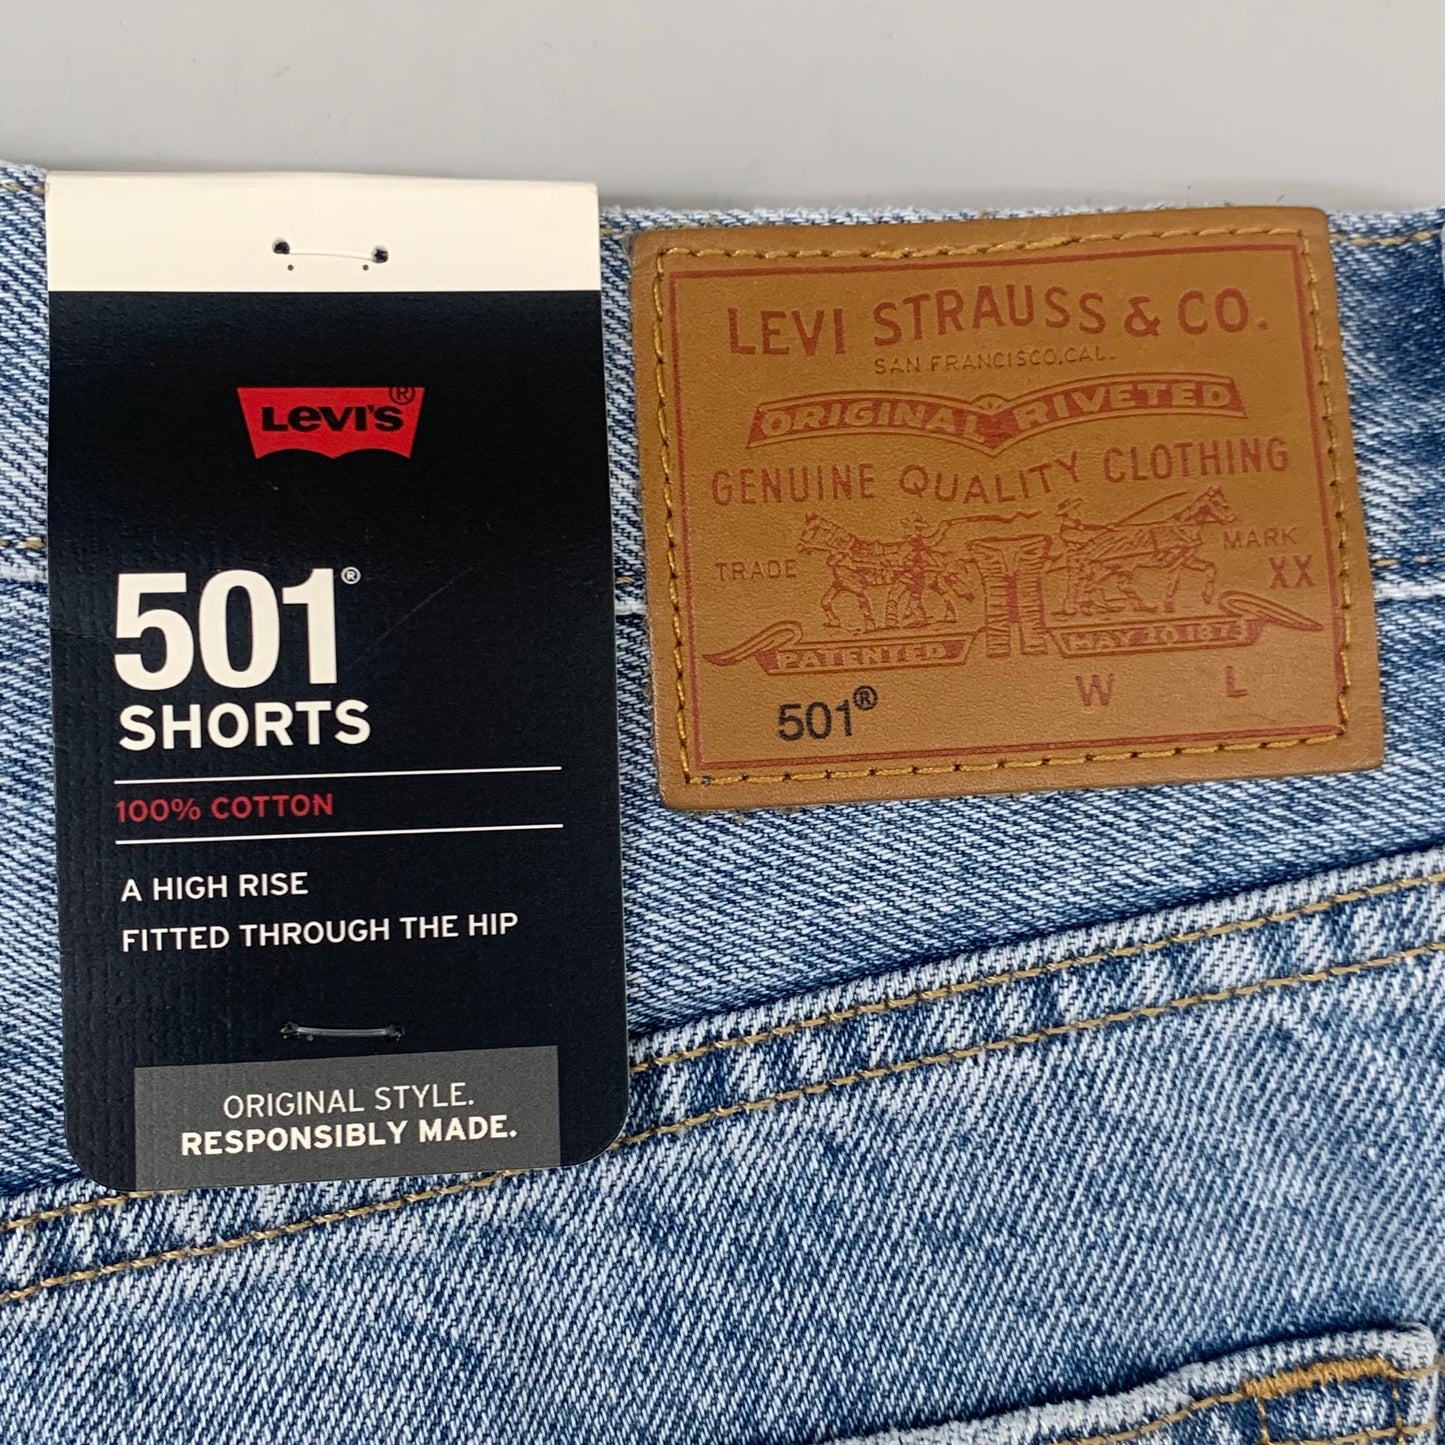 LEVI'S®
501®
SHORTS
100% COTTON
A HIGH RISE
FITTED THROUGH THE HIP
ORIGINAL STYLE.
RESPONSIBLY MADE.
LEVI STRAUSS & CO.
SAN FRANCISCO, CAL.
ORIGINAL RIVETED
GENUINE QUALITY CLOTHING
TRADE MARK
XX
PATENTED MAY 20 1873
501® W L